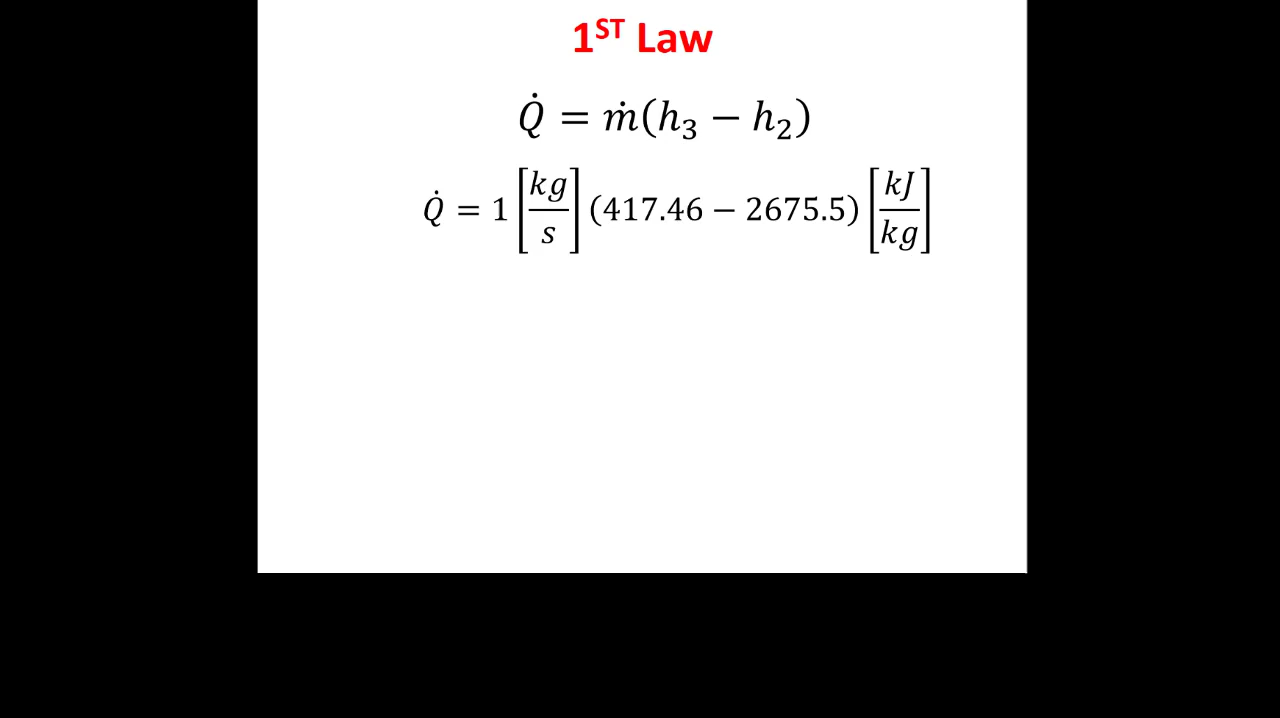 1ST Law
Q̇ = ṁ(h₃ − h₂)
Q̇ = 1 [kg/s] (417.46 − 2675.5) [kJ/kg]